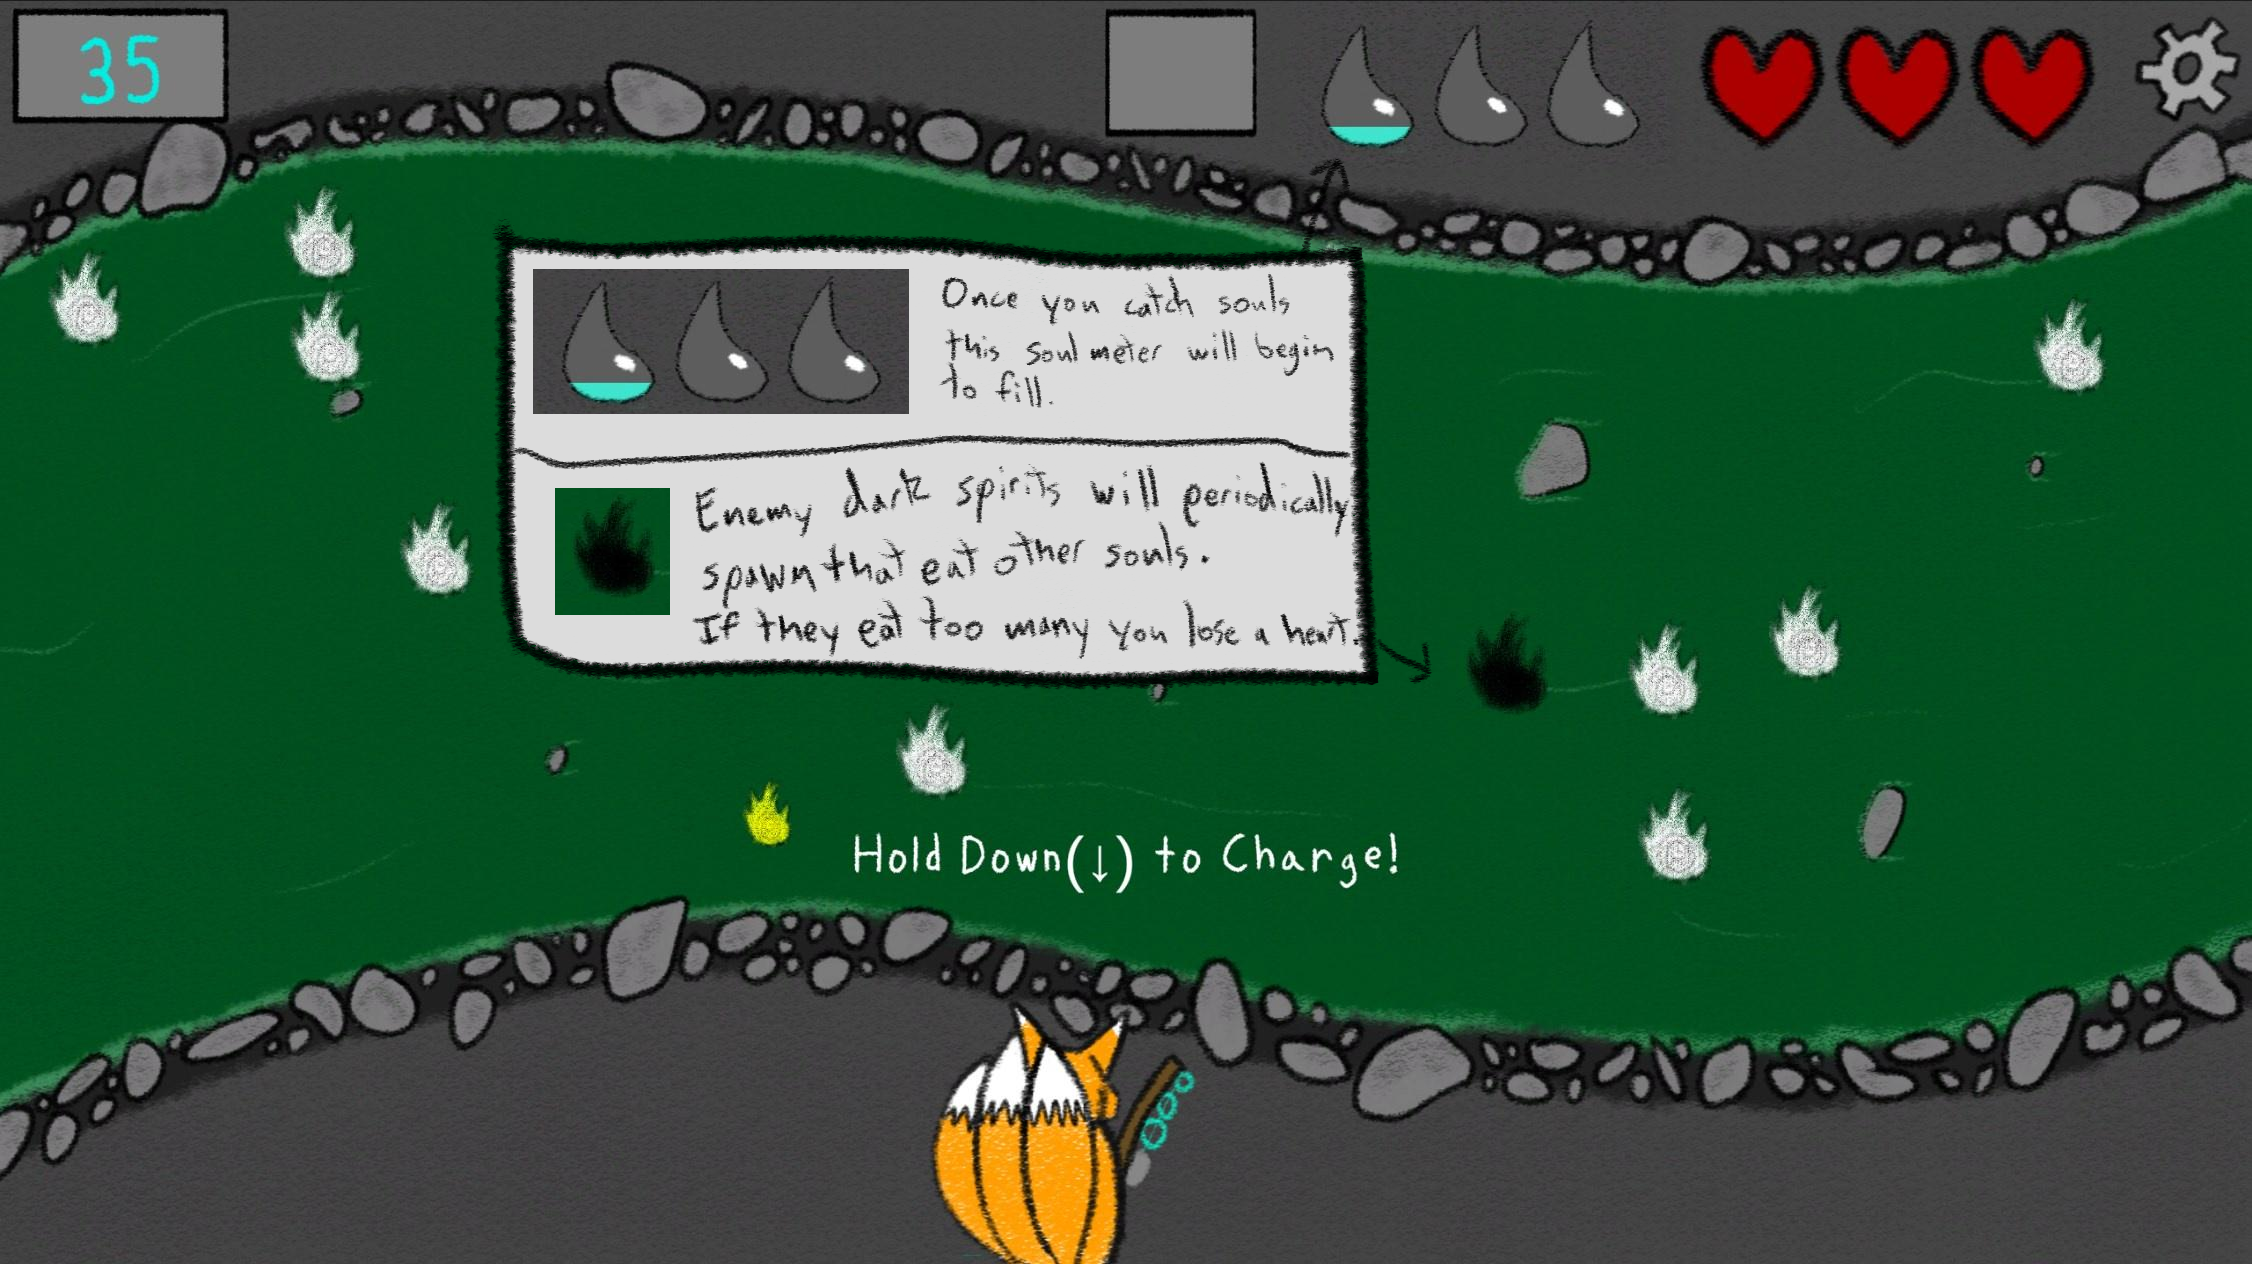 35
Once you catch souls
this soul meter will begin
to fill.
Enemy dark spirits will periodically
spawn that eat other souls.
If they eat too many you lose a heart.
Hold Down(↓) to Charge!